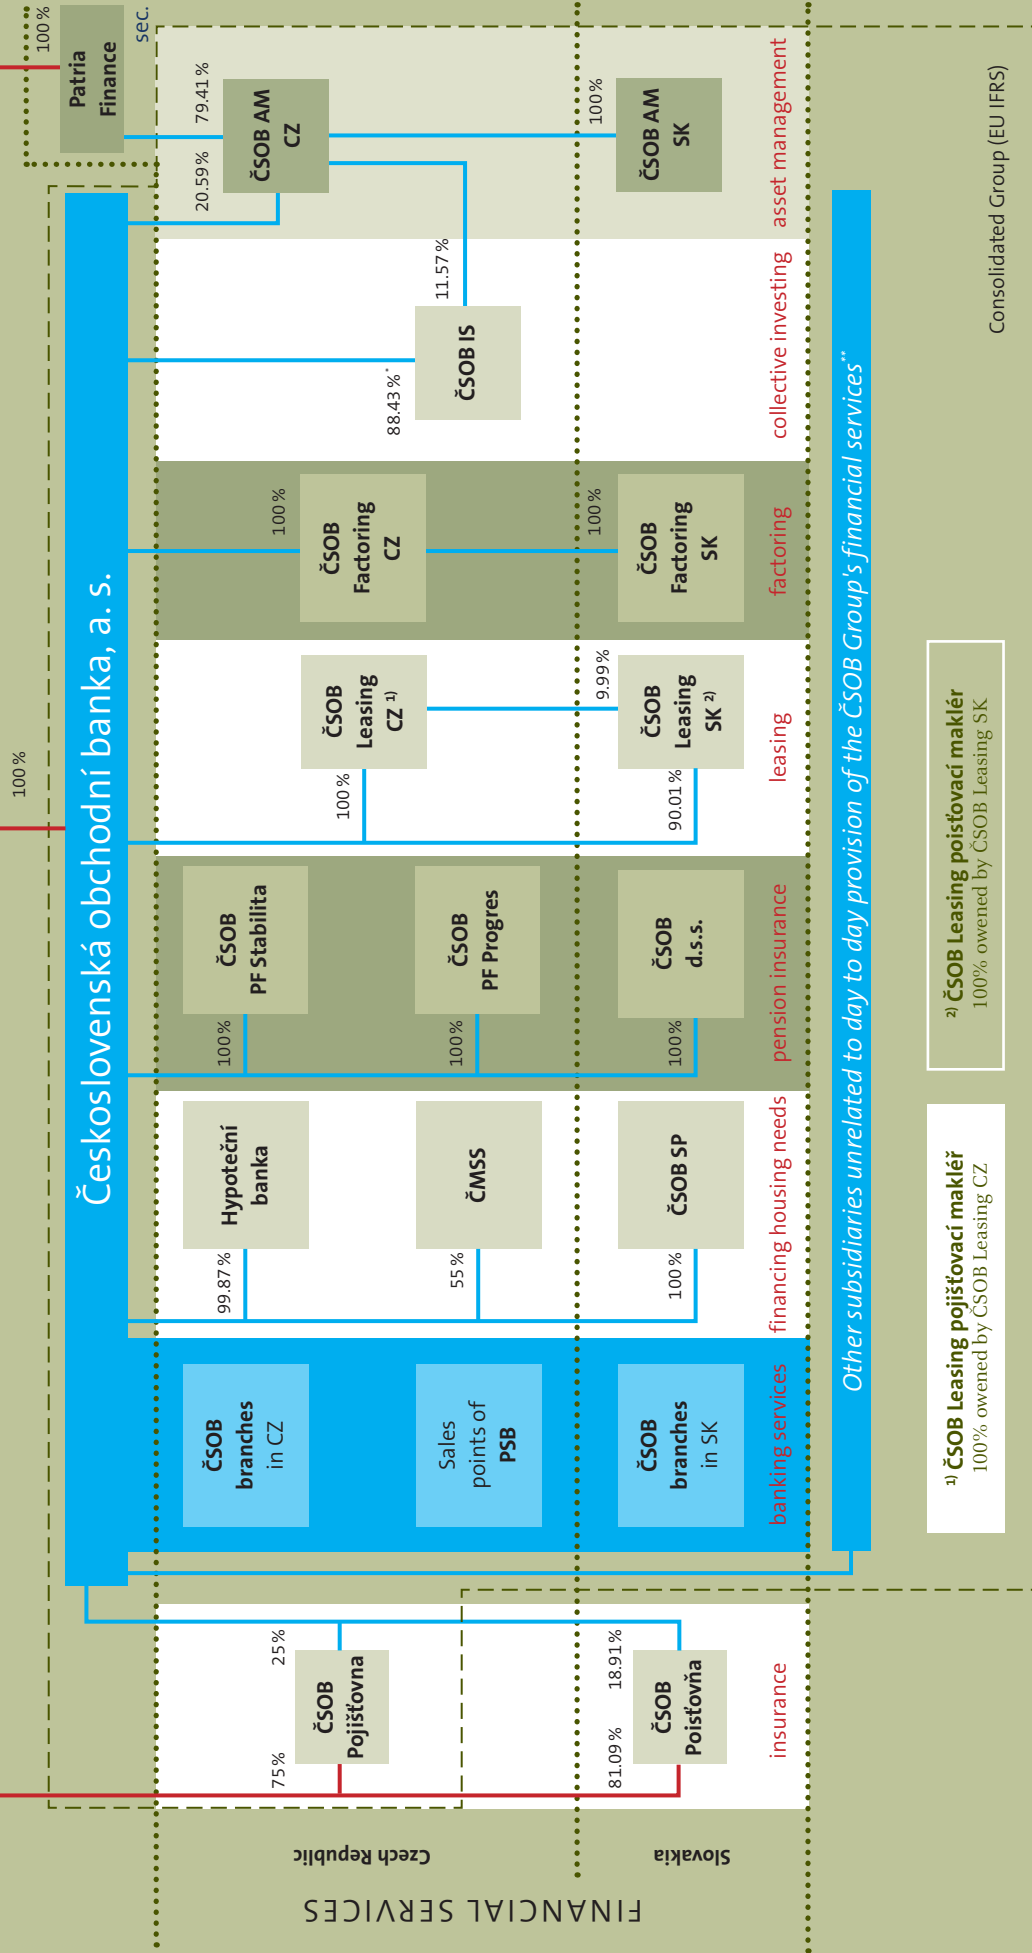 100 %
100 %
Patria
Finance
sec.
Československá obchodní banka, a. s.
FINANCIAL SERVICES
Czech Republic
Slovakia
75 %
25 %
ČSOB
Pojišťovna
81.09 %
18.91 %
ČSOB
Poisťovňa
insurance
ČSOB
branches
in CZ
Sales
points of
PSB
ČSOB
branches
in SK
banking services
99.87 %
Hypoteční
banka
55 %
ČMSS
100 %
ČSOB SP
financing housing needs
100 %
ČSOB
PF Stabilita
100 %
ČSOB
PF Progres
100 %
ČSOB
d.s.s.
pension insurance
100 %
ČSOB
Leasing
CZ 1)
9.99 %
90.01 %
ČSOB
Leasing
SK 2)
leasing
100 %
ČSOB
Factoring
CZ
100 %
ČSOB
Factoring
SK
factoring
88.43 %*
11.57 %
ČSOB IS
collective investing
20.59 %
79.41 %
ČSOB AM
CZ
100 %
ČSOB AM
SK
asset management
Other subsidiaries unrelated to day to day provision of the ČSOB Group's financial services**
1) ČSOB Leasing pojišťovací makléř
100% owened by ČSOB Leasing CZ
2) ČSOB Leasing poisťovací maklér
100% owened by ČSOB Leasing SK
Consolidated Group (EU IFRS)